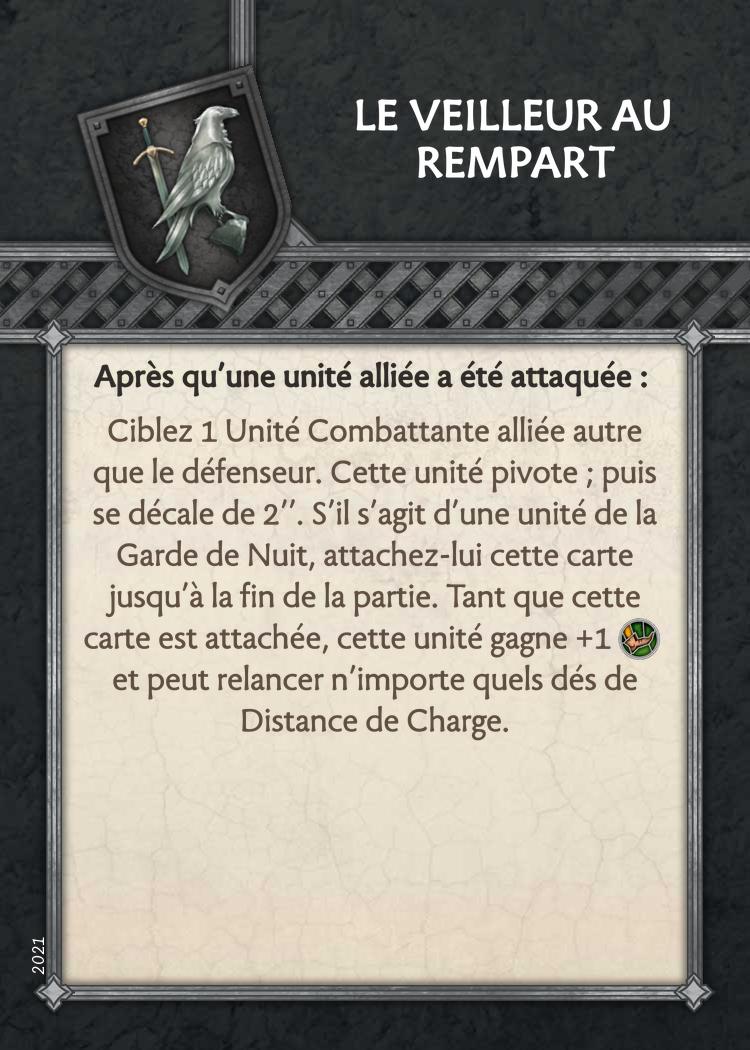 LE VEILLEUR AU
REMPART
Après qu’une unité alliée a été attaquée :
Ciblez 1 Unité Combattante alliée autre
que le défenseur. Cette unité pivote ; puis
se décale de 2’’. S’il s’agit d’une unité de la
Garde de Nuit, attachez-lui cette carte
jusqu’à la fin de la partie. Tant que cette
carte est attachée, cette unité gagne +1
et peut relancer n’importe quels dés de
Distance de Charge.
2021